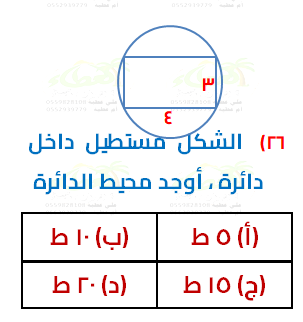 ٣
٤
٢٦) الشكل مستطيل داخل
دائرة ، أوجد محيط الدائرة
(أ) ٥ ط (ب) ١٠ ط
(ج) ١٥ ط (د) ٢٠ ط